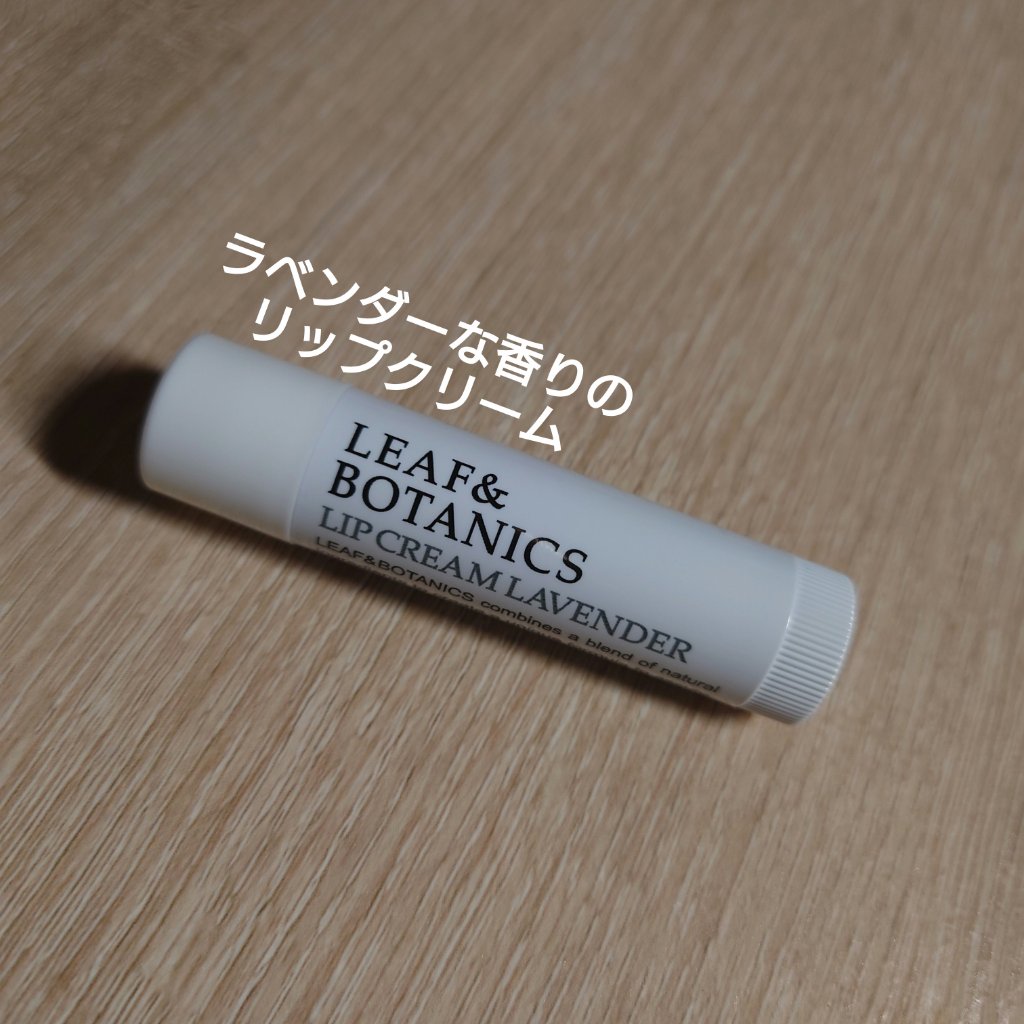 ラベンダーな香りの
リップクリーム
LEAF&
BOTANICS
LIP CREAM LAVENDER
LEAF&BOTANICS combines a blend of natural